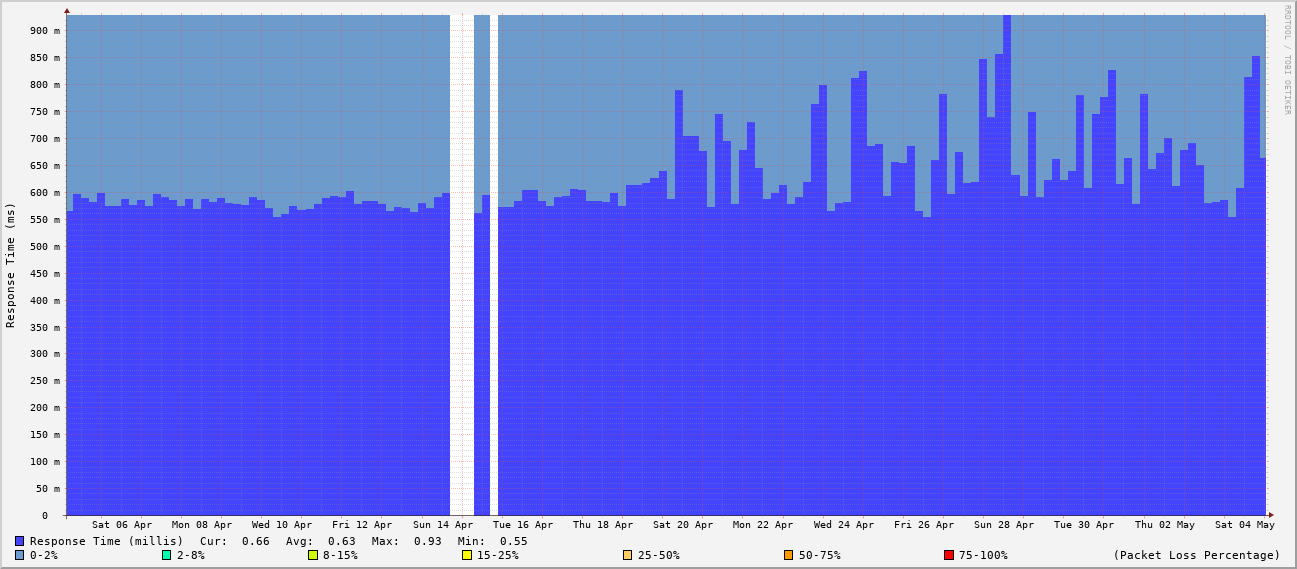 RRDTOOL / TOBI OETIKER
Response Time (ms)
900 m
850 m
800 m
750 m
700 m
650 m
600 m
550 m
500 m
450 m
400 m
350 m
300 m
250 m
200 m
150 m
100 m
50 m
0
Sat 06 Apr Mon 08 Apr Wed 10 Apr Fri 12 Apr Sun 14 Apr Tue 16 Apr Thu 18 Apr Sat 20 Apr Mon 22 Apr Wed 24 Apr Fri 26 Apr Sun 28 Apr Tue 30 Apr Thu 02 May Sat 04 May
Response Time (millis) Cur: 0.66 Avg: 0.63 Max: 0.93 Min: 0.55
0-2% 2-8% 8-15% 15-25% 25-50% 50-75% 75-100% (Packet Loss Percentage)